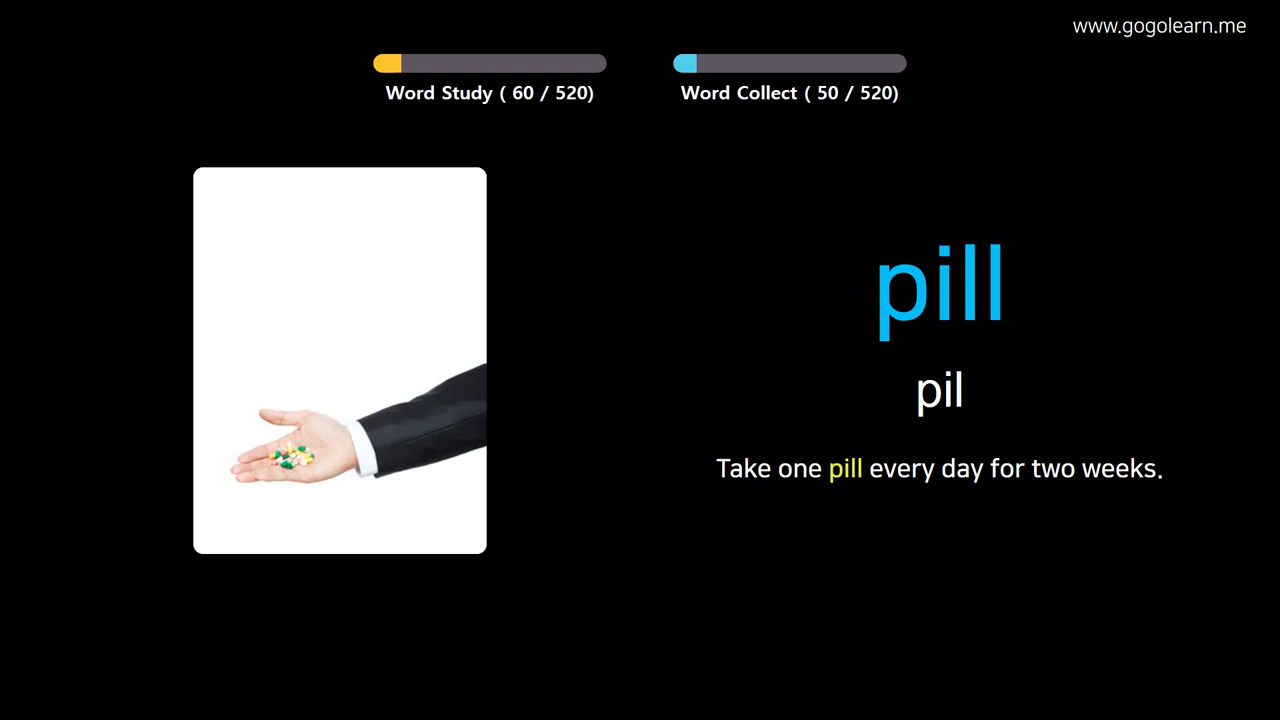 www.gogolearn.me
Word Study ( 60 / 520)
Word Collect ( 50 / 520)
pill
pil
Take one pill every day for two weeks.